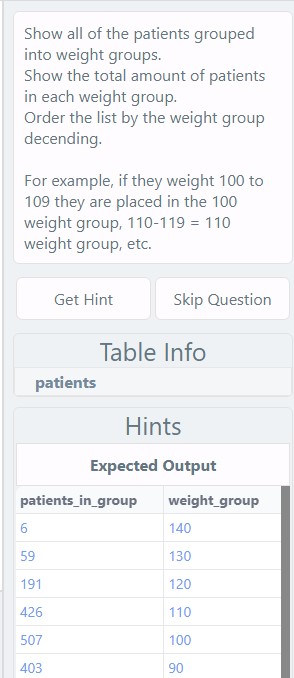 Show all of the patients grouped
into weight groups.
Show the total amount of patients
in each weight group.
Order the list by the weight group
decending.
For example, if they weight 100 to
109 they are placed in the 100
weight group, 110-119 = 110
weight group, etc.
Get Hint Skip Question
Table Info
patients
Hints
Expected Output
patients_in_group weight_group
6 140
59 130
191 120
426 110
507 100
403 90